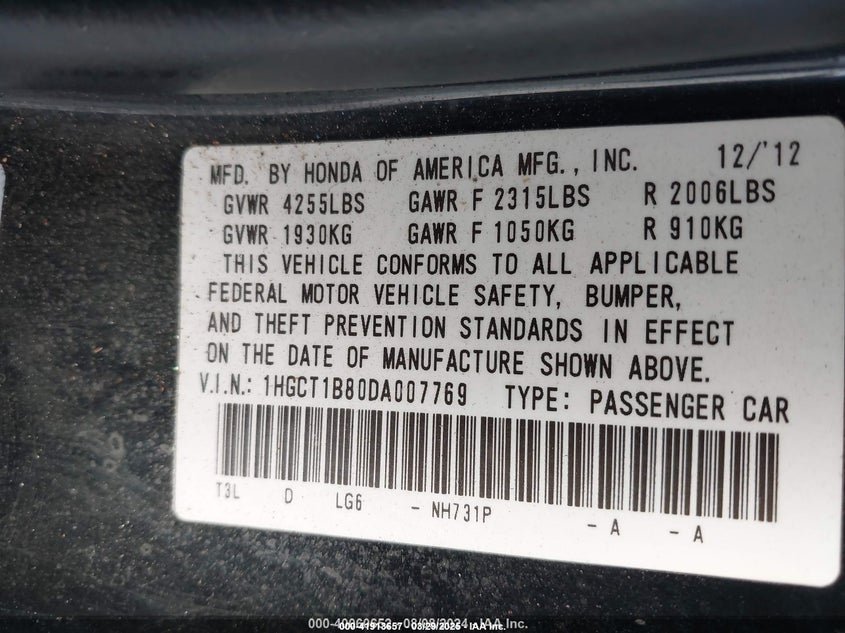 MFD. BY HONDA OF AMERICA MFG., INC. 12/'12
GVWR 4255LBS GAWR F 2315LBS R 2006LBS
GVWR 1930KG GAWR F 1050KG R 910KG
THIS VEHICLE CONFORMS TO ALL APPLICABLE
FEDERAL MOTOR VEHICLE SAFETY, BUMPER,
AND THEFT PREVENTION STANDARDS IN EFFECT
ON THE DATE OF MANUFACTURE SHOWN ABOVE.
V.I.N.: 1HGCT1B80DA007769 TYPE: PASSENGER CAR
T3L D LG6 - NH731P - A - A
IAA Inc.